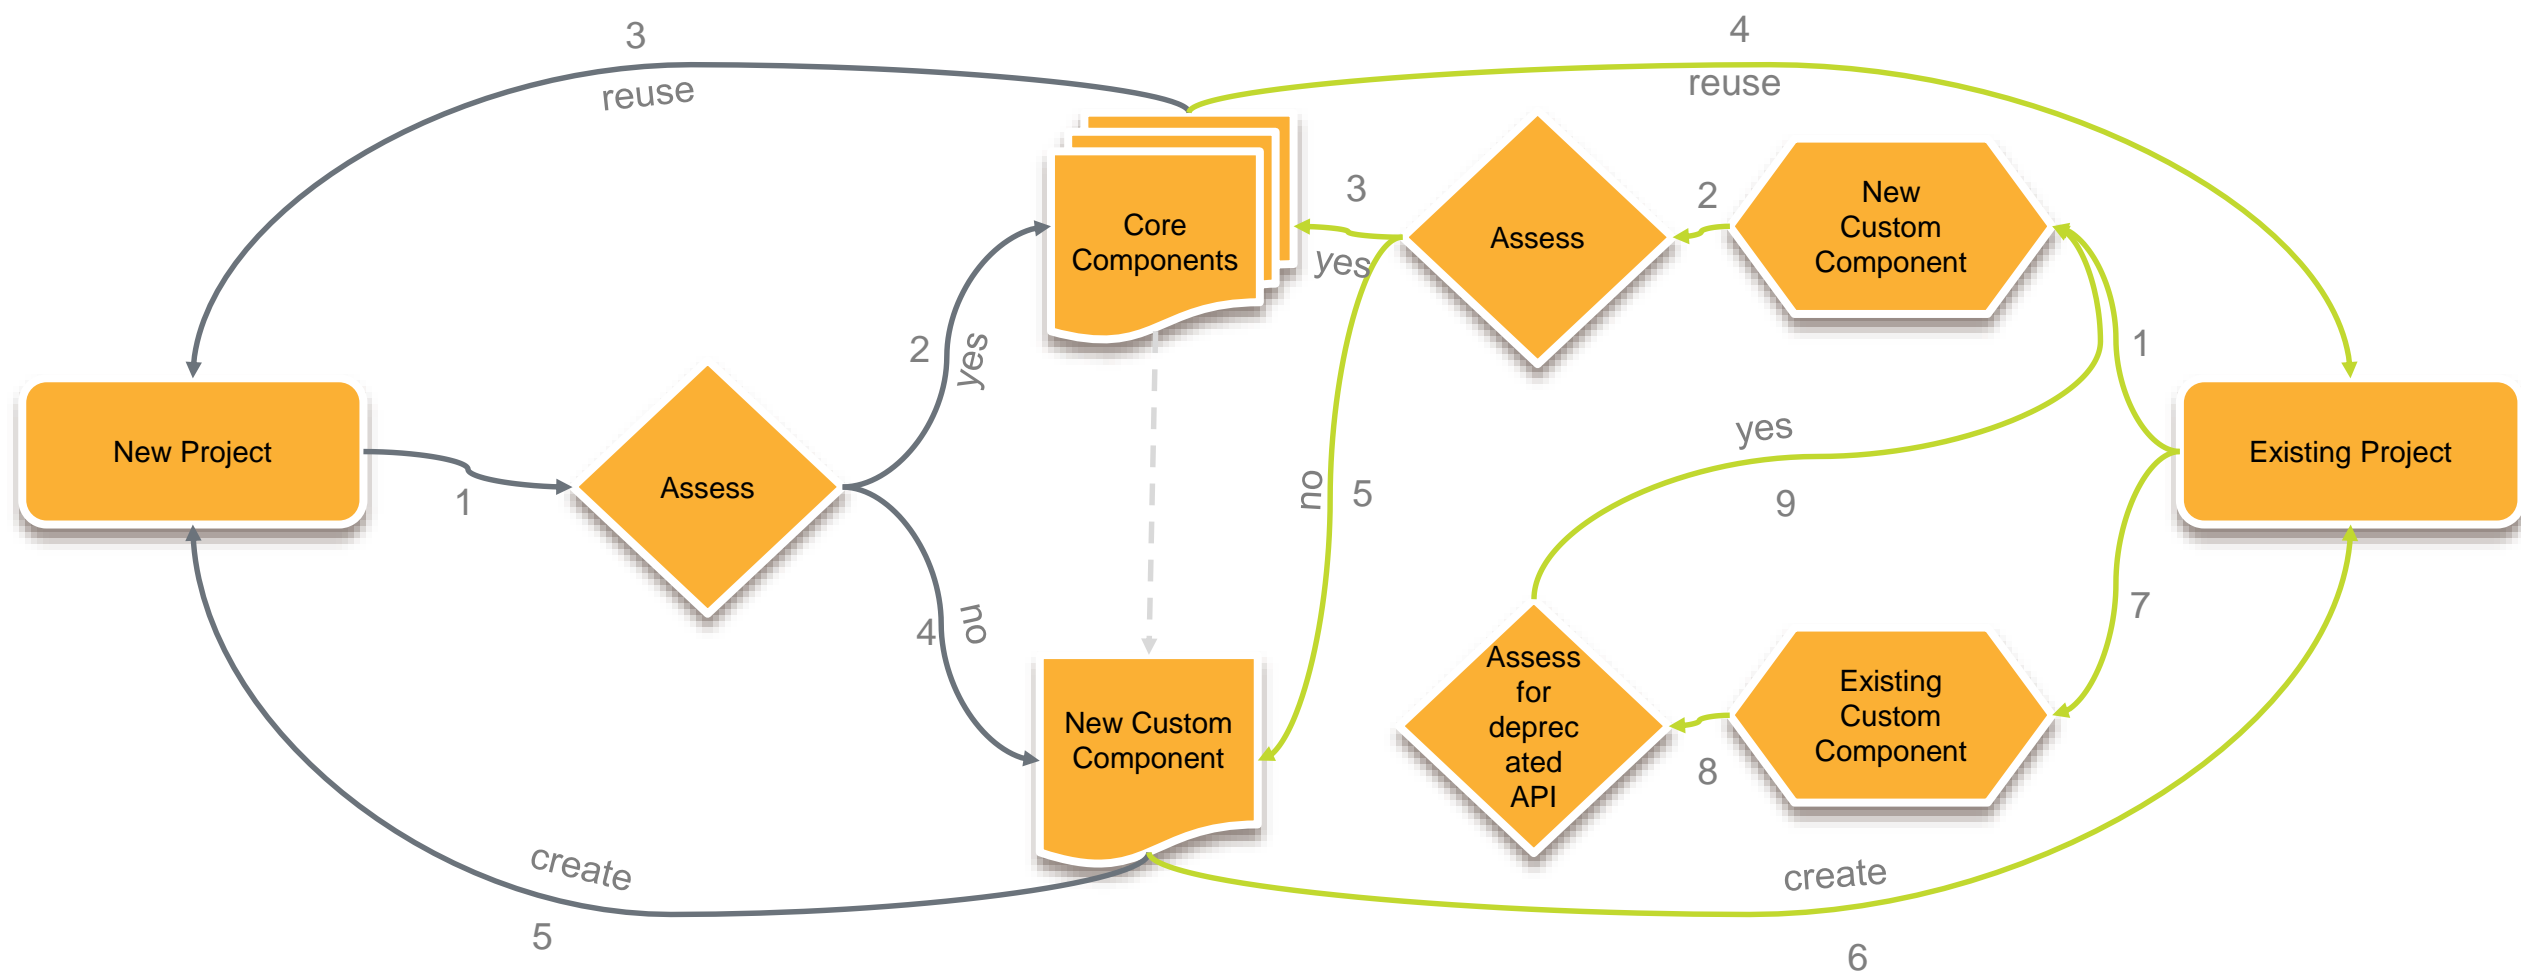 3
reuse
4
reuse
Core
Components
3
yes
Assess
2
New
Custom
Component
2
yes
1
New Project
1
Assess
no
5
yes
9
Existing Project
4
no
7
New Custom
Component
Assess
for
deprec
ated
API
8
Existing
Custom
Component
create
5
create
6